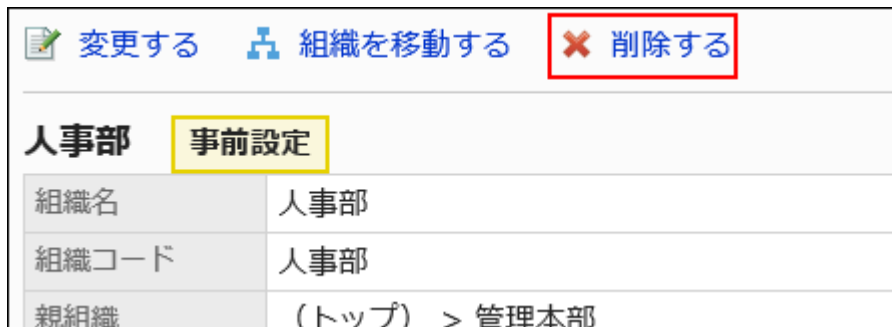 変更する 組織を移動する 削除する
人事部 事前設定
組織名 人事部
組織コード 人事部
親組織 （トップ） > 管理本部